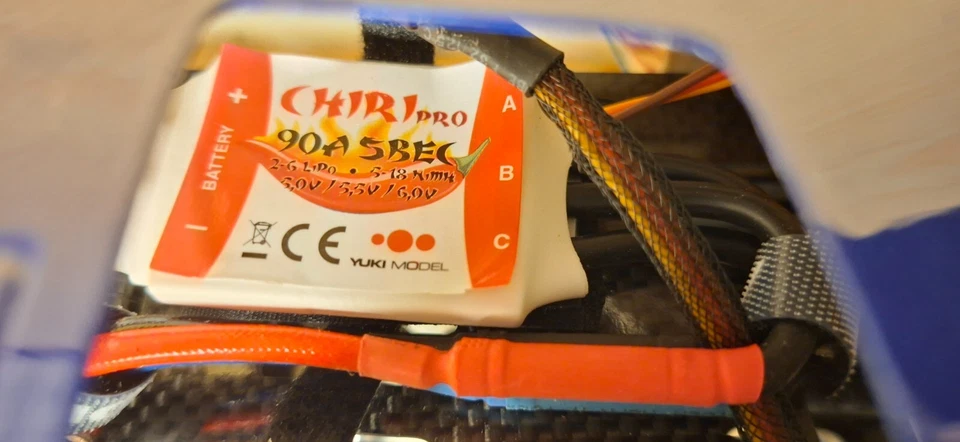 +
BATTERY
–
CHIRI PRO
90A SBEC
2-6 LiPo • 5-18 NiMH
5,0V / 5,5V / 6,0V
CE
YUKI MODEL
A
B
C